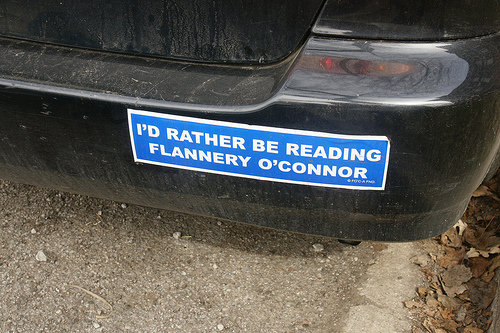 I'D RATHER BE READING
FLANNERY O'CONNOR